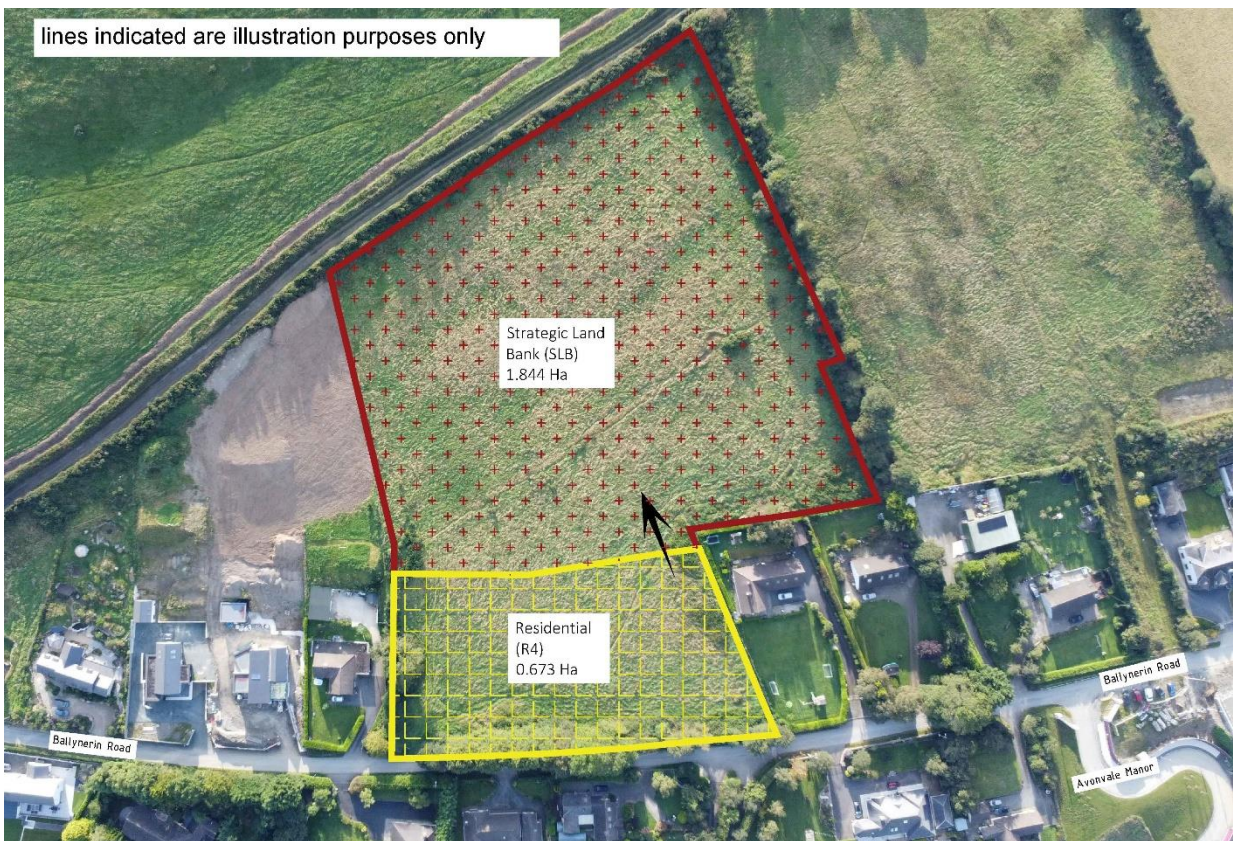 lines indicated are illustration purposes only
Strategic Land
Bank (SLB)
1.844 Ha
Residential
(R4)
0.673 Ha
Ballynerin Road
Ballynerin Road
Avonvale Manor